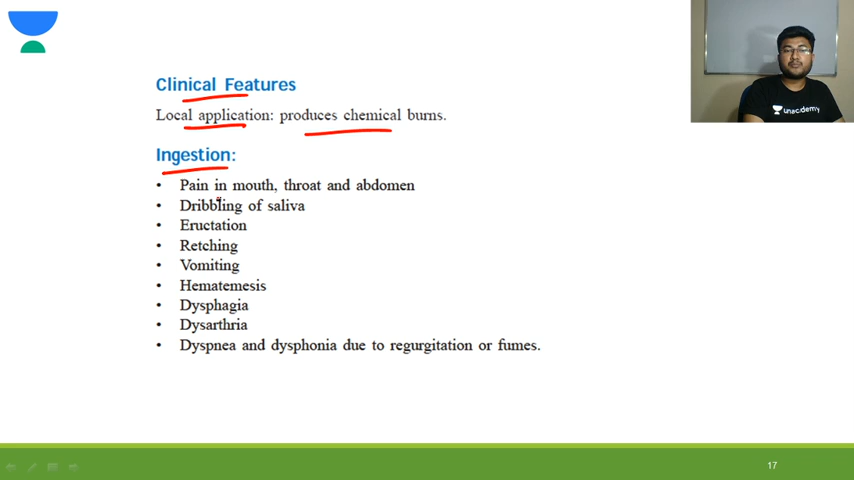 Clinical Features
Local application: produces chemical burns.
Ingestion:
• Pain in mouth, throat and abdomen
• Dribbling of saliva
• Eructation
• Retching
• Vomiting
• Hematemesis
• Dysphagia
• Dysarthria
• Dyspnea and dysphonia due to regurgitation or fumes.
unacademy
17